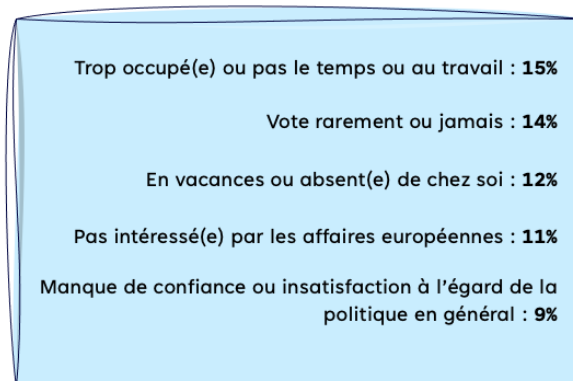 Trop occupé(e) ou pas le temps ou au travail : 15%
Vote rarement ou jamais : 14%
En vacances ou absent(e) de chez soi : 12%
Pas intéressé(e) par les affaires européennes : 11%
Manque de confiance ou insatisfaction à l’égard de la
politique en général : 9%